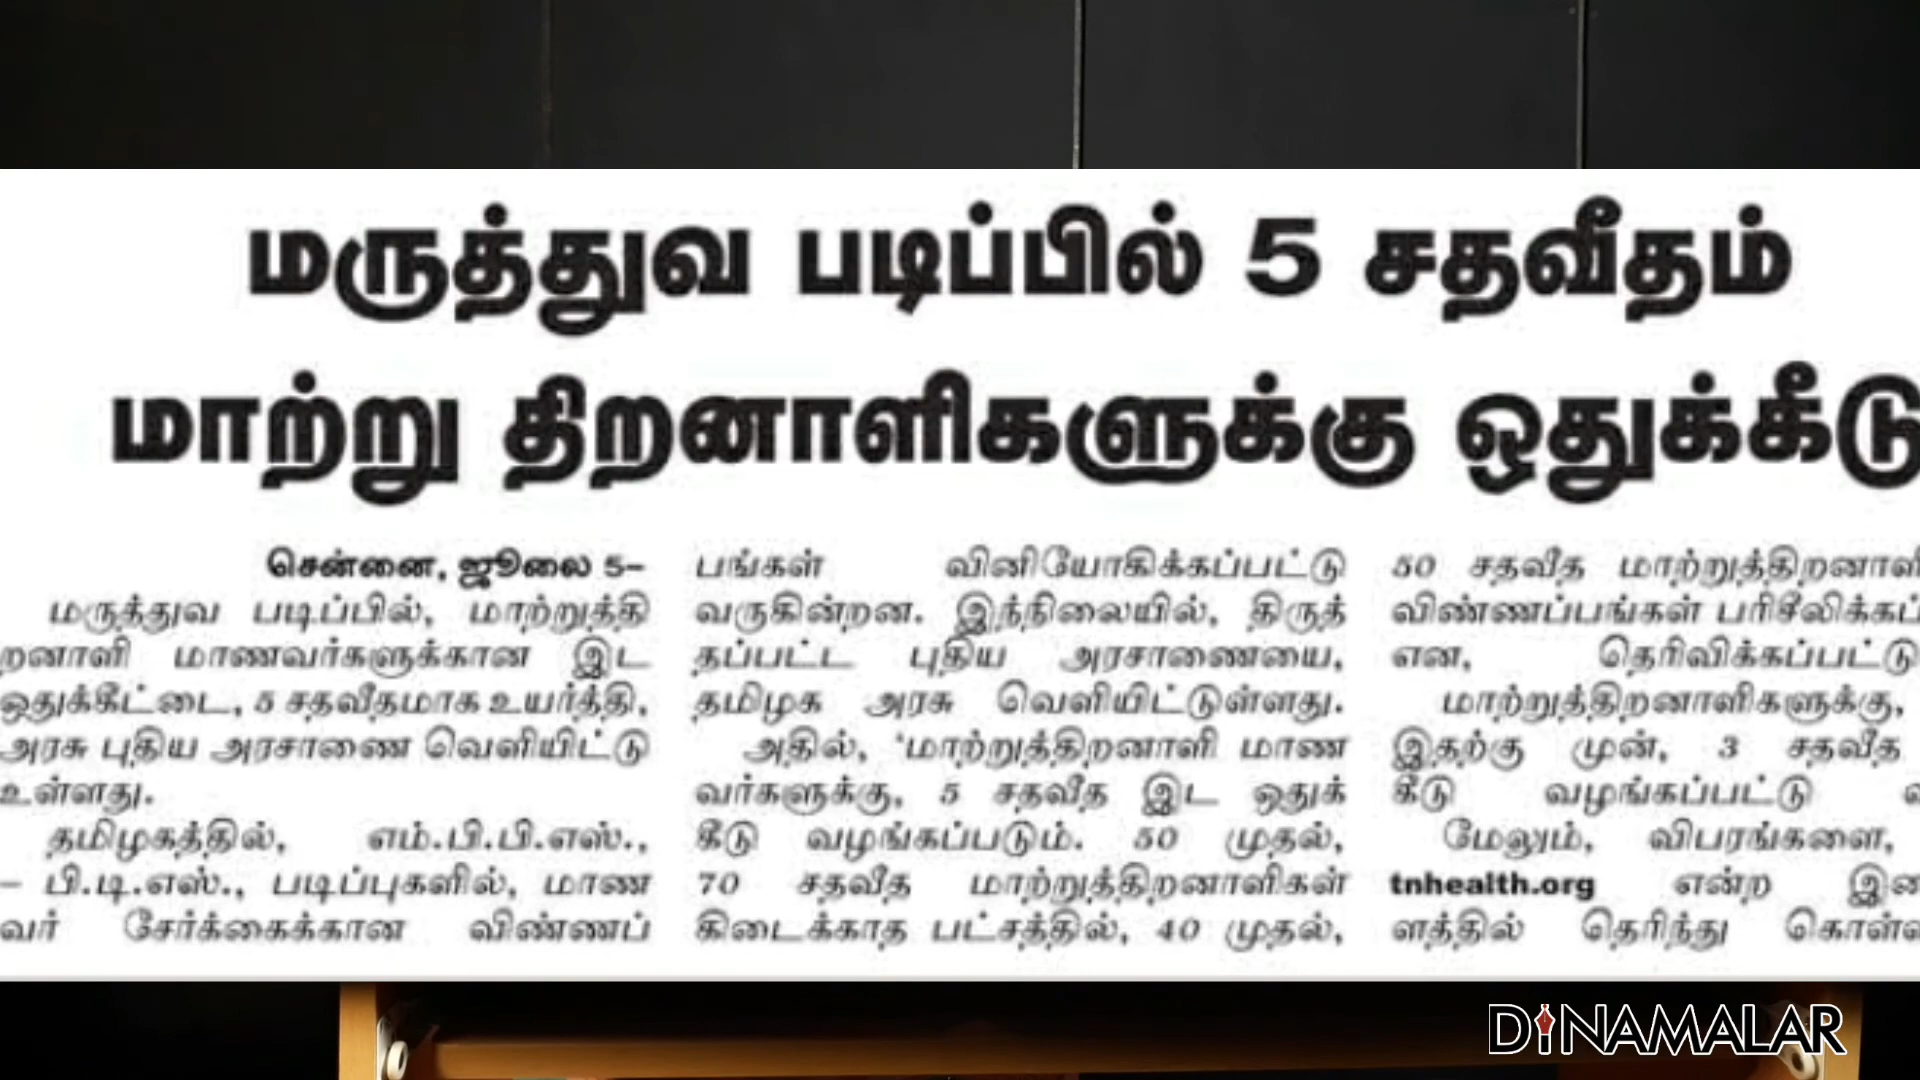 மருத்துவ படிப்பில் 5 சதவீதம்
மாற்று திறனாளிகளுக்கு ஒதுக்கீடு
சென்னை, ஜூலை 5–
மருத்துவ படிப்பில், மாற்றுத்தி
றனாளி மாணவர்களுக்கான இட
ஒதுக்கீட்டை, 5 சதவீதமாக உயர்த்தி,
அரசு புதிய அரசாணை வெளியிட்டு
உள்ளது.
தமிழகத்தில், எம்.பி.பி.எஸ்.,
– பி.டி.எஸ்., படிப்புகளில், மாண
வர் சேர்க்கைக்கான விண்ணப்
பங்கள் வினியோகிக்கப்பட்டு
வருகின்றன. இந்நிலையில், திருத்
தப்பட்ட புதிய அரசாணையை,
தமிழக அரசு வெளியிட்டுள்ளது.
அதில், 'மாற்றுத்திறனாளி மாண
வர்களுக்கு, 5 சதவீத இட ஒதுக்
கீடு வழங்கப்படும். 50 முதல்,
70 சதவீத மாற்றுத்திறனாளிகள்
கிடைக்காத பட்சத்தில், 40 முதல்,
50 சதவீத மாற்றுத்திறனாளி
விண்ணப்பங்கள் பரிசீலிக்கப்
என, தெரிவிக்கப்பட்டு
மாற்றுத்திறனாளிகளுக்கு,
இதற்கு முன், 3 சதவீத
கீடு வழங்கப்பட்டு
மேலும், விபரங்களை,
tnhealth.org என்ற
ளத்தில் தெரிந்து
DINAMALAR